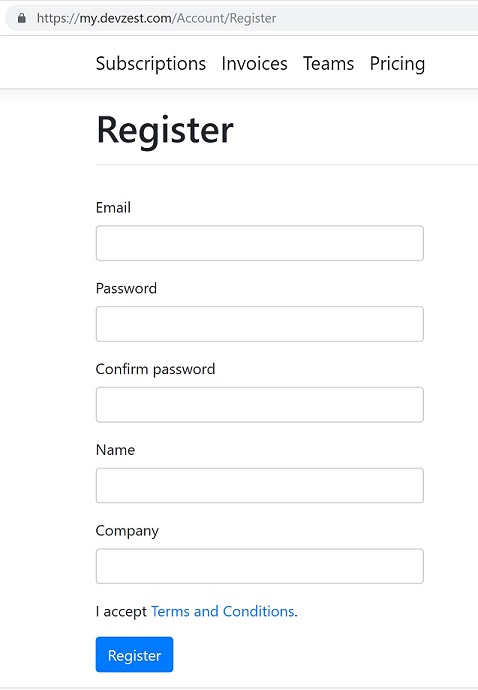 https://my.devzest.com/Account/Register
Subscriptions Invoices Teams Pricing
Register
Email
Password
Confirm password
Name
Company
I accept Terms and Conditions.
Register